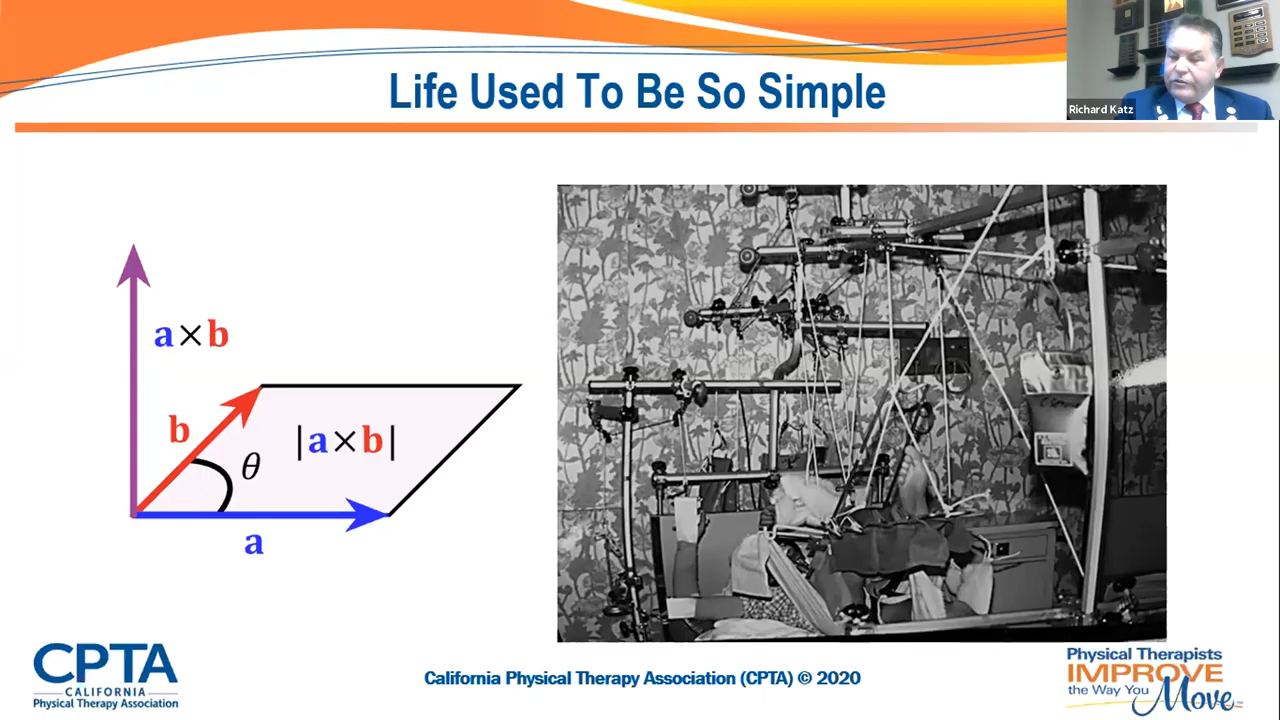 Life Used To Be So Simple
Richard Katz
a×b
b
θ
|a×b|
a
CPTA
CALIFORNIA
Physical Therapy Association
California Physical Therapy Association (CPTA) © 2020
Physical Therapists
IMPROVE
the Way You
Move